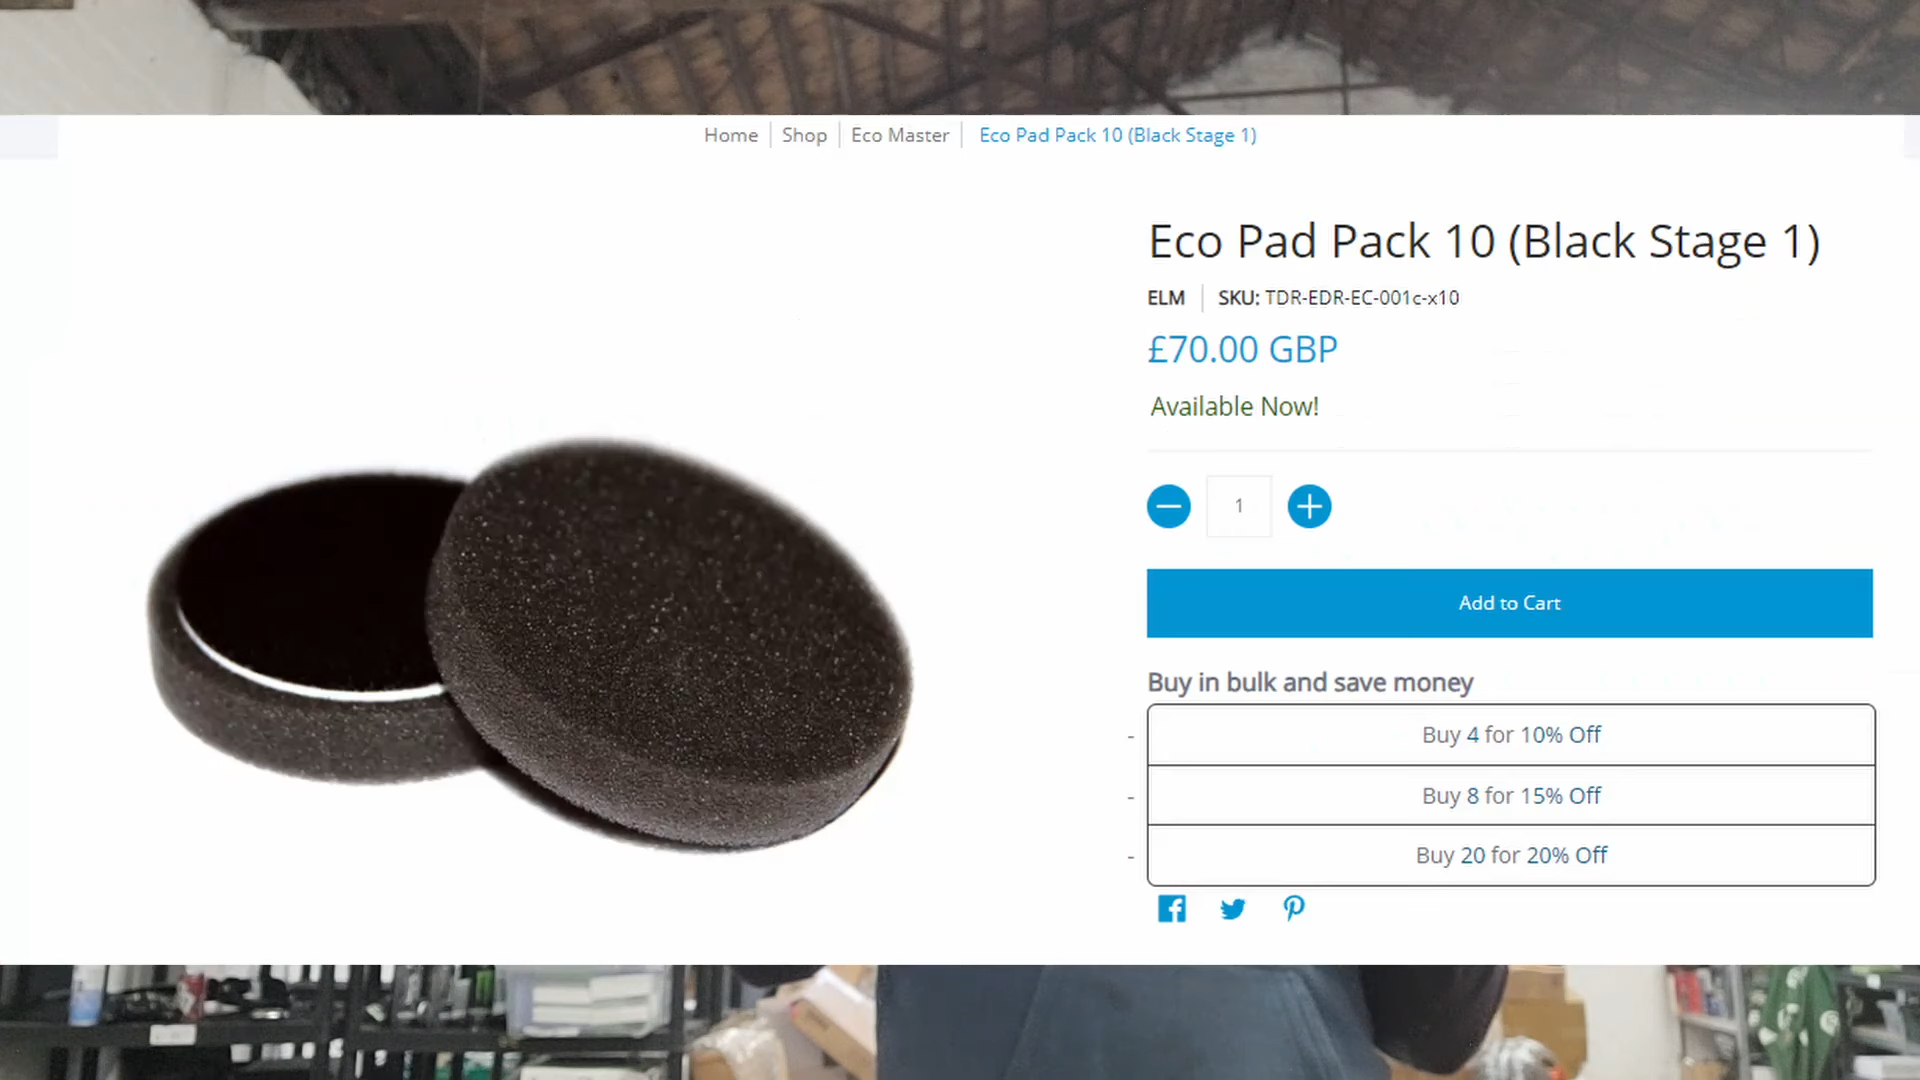 Home Shop Eco Master Eco Pad Pack 10 (Black Stage 1)
Eco Pad Pack 10 (Black Stage 1)
ELM SKU: TDR-EDR-EC-001c-x10
£70.00 GBP
Available Now!
1
Add to Cart
Buy in bulk and save money
- Buy 4 for 10% Off
- Buy 8 for 15% Off
- Buy 20 for 20% Off